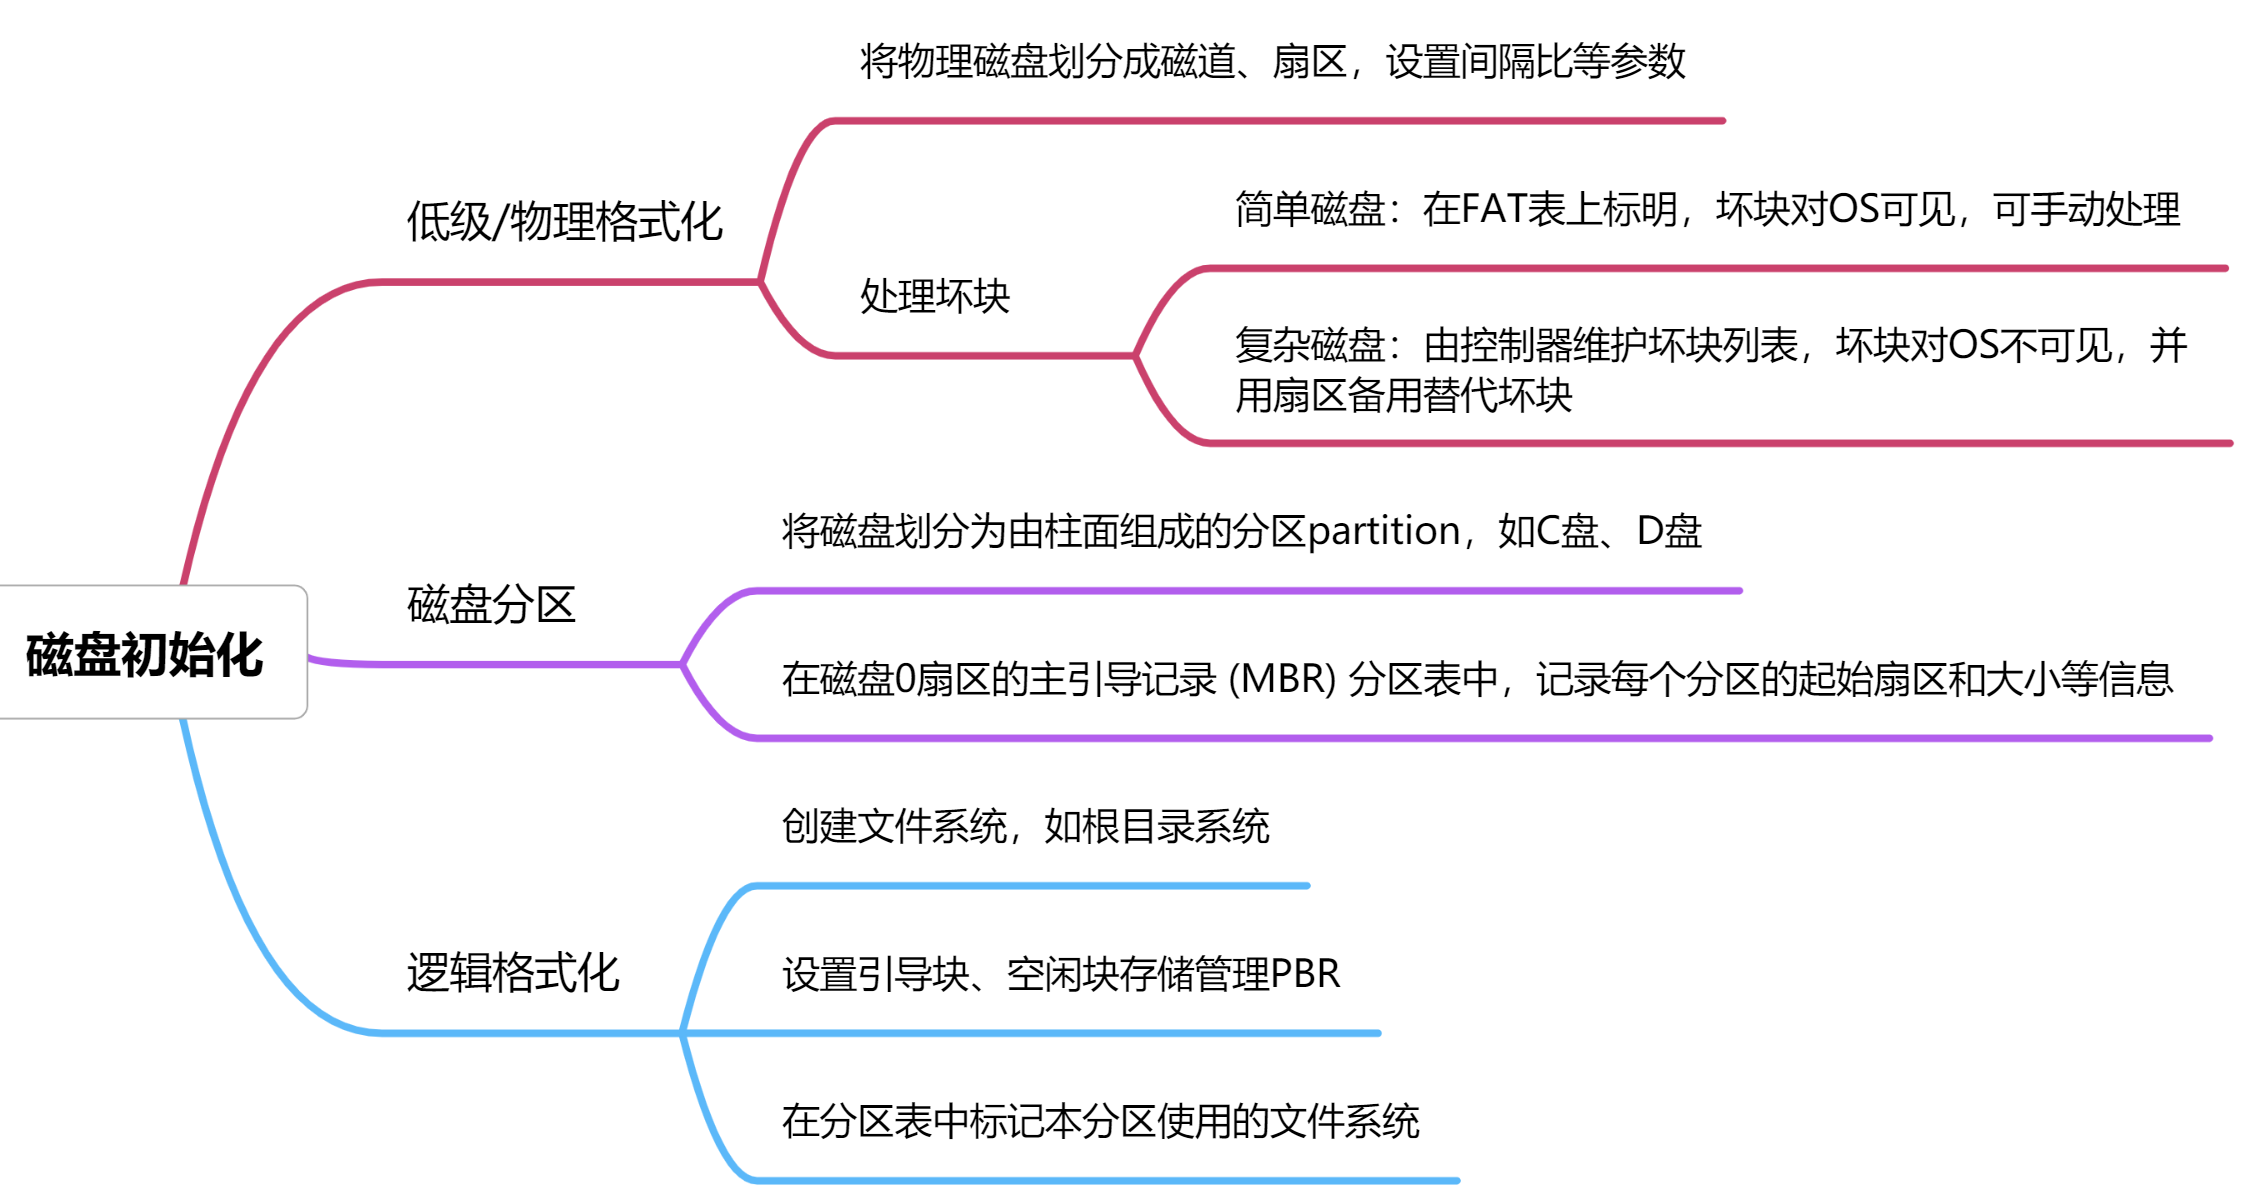 磁盘初始化
低级/物理格式化
将物理磁盘划分成磁道、扇区，设置间隔比等参数
处理坏块
简单磁盘：在FAT表上标明，坏块对OS可见，可手动处理
复杂磁盘：由控制器维护坏块列表，坏块对OS不可见，并
用扇区备用替代坏块
磁盘分区
将磁盘划分为由柱面组成的分区partition，如C盘、D盘
在磁盘0扇区的主引导记录 (MBR) 分区表中，记录每个分区的起始扇区和大小等信息
逻辑格式化
创建文件系统，如根目录系统
设置引导块、空闲块存储管理PBR
在分区表中标记本分区使用的文件系统